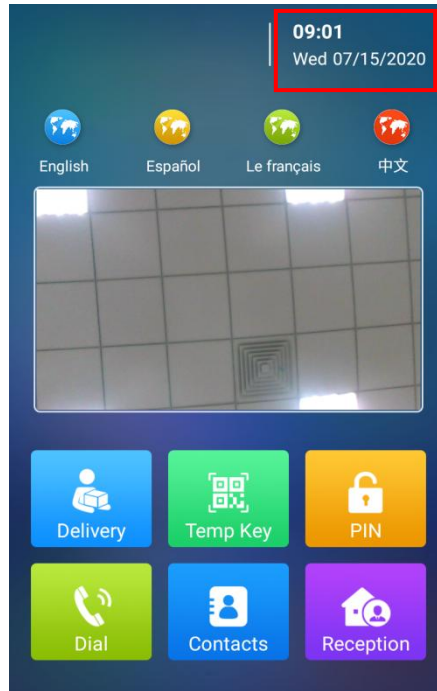 09:01
Wed 07/15/2020
English Español Le français 中文
Delivery Temp Key PIN
Dial Contacts Reception